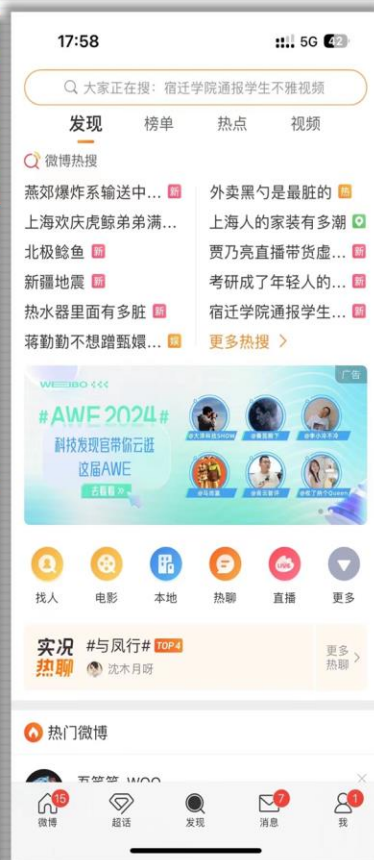 17:58
5G 42
大家正在搜：宿迁学院通报学生不雅视频
发现 榜单 热点 视频
微博热搜
燕郊爆炸系输送中... 新
外卖黑勺是最脏的 热
上海欢庆虎鲸弟弟满...
上海人的家装有多潮
北极鲶鱼 新
贾乃亮直播带货虚... 新
新疆地震 新
考研成了年轻人的... 新
热水器里面有多脏 新
宿迁学院通报学生... 新
蒋勤勤不想蹭甄嬛... 娱
更多热搜
广告
WEIBO
#AWE2024#
科技发现官带你云逛
这届AWE
去看看
找人 电影 本地 热聊 直播 更多
实况
热聊
#与凤行# TOP4
沈木月呀
更多
热聊
热门微博
15
7
1
微博 超话 发现 消息 我